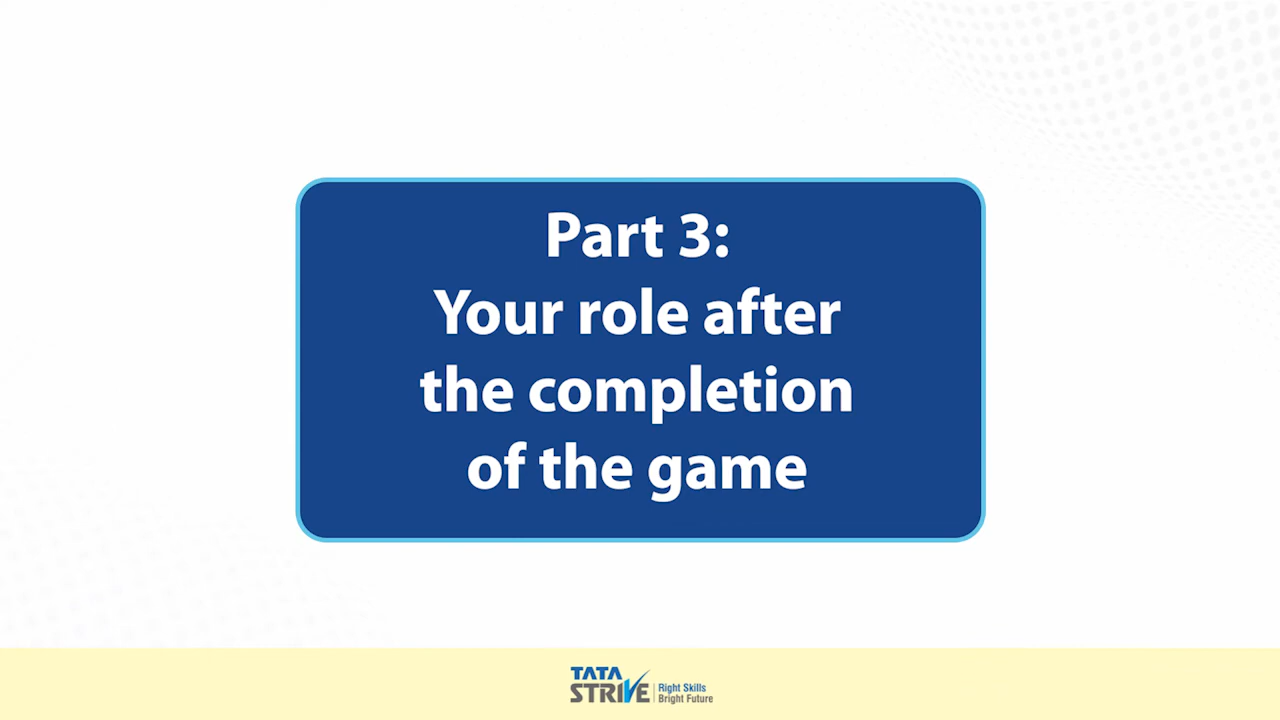 Part 3:
Your role after
the completion
of the game
TATA
STRIVE
Right Skills
Bright Future